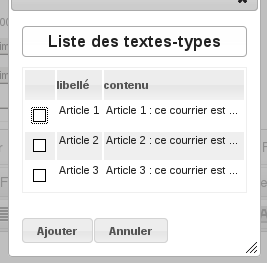 Liste des textes-types
libellé contenu
Article 1 Article 1 : ce courrier est ...
Article 2 Article 2 : ce courrier est ...
Article 3 Article 3 : ce courrier est ...
Ajouter Annuler